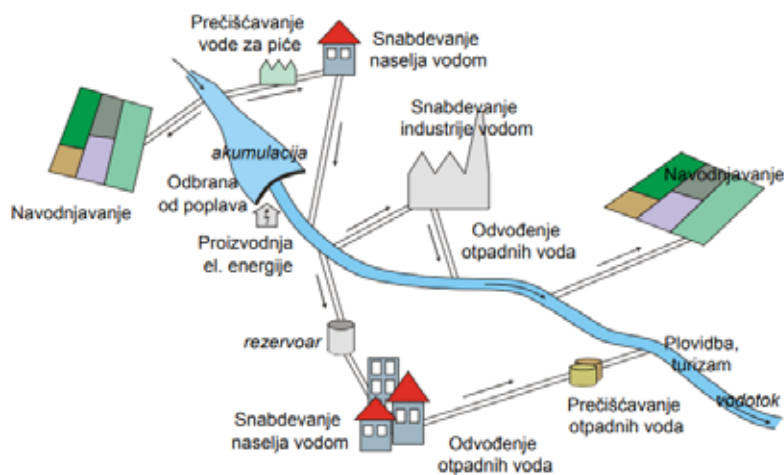 Prečišćavanje
vode za piće
Snabdevanje
naselja vodom
Snabdevanje
industrije vodom
akumulacija
Navodnjavanje
Odbrana
od poplava
Navodnjavanje
Proizvodnja
el. energije
Odvođenje
otpadnih voda
rezervoar
Plovidba,
turizam
vodotok
Snabdevanje
naselja vodom
Prečišćavanje
otpadnih voda
Odvođenje
otpadnih voda